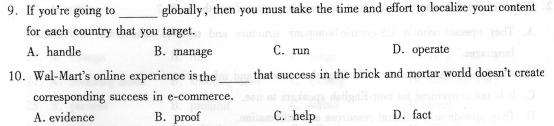 9. If you're going to ______ globally, then you must take the time and effort to localize your content
for each country that you target.
A. handle B. manage C. run D. operate
10. Wal-Mart's online experience is the ______ that success in the brick and mortar world doesn't create
corresponding success in e-commerce.
A. evidence B. proof C. help D. fact